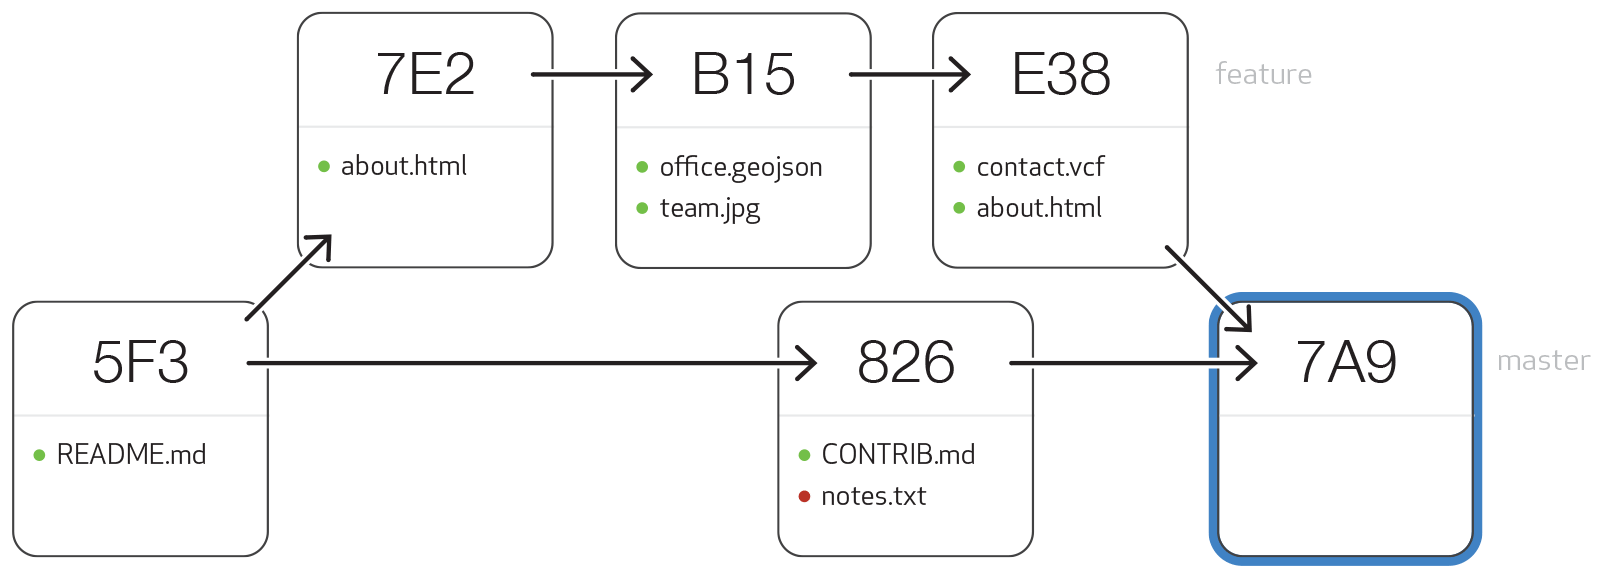 7E2
about.html
B15
office.geojson
team.jpg
E38
contact.vcf
about.html
feature
5F3
README.md
826
CONTRIB.md
notes.txt
7A9
master